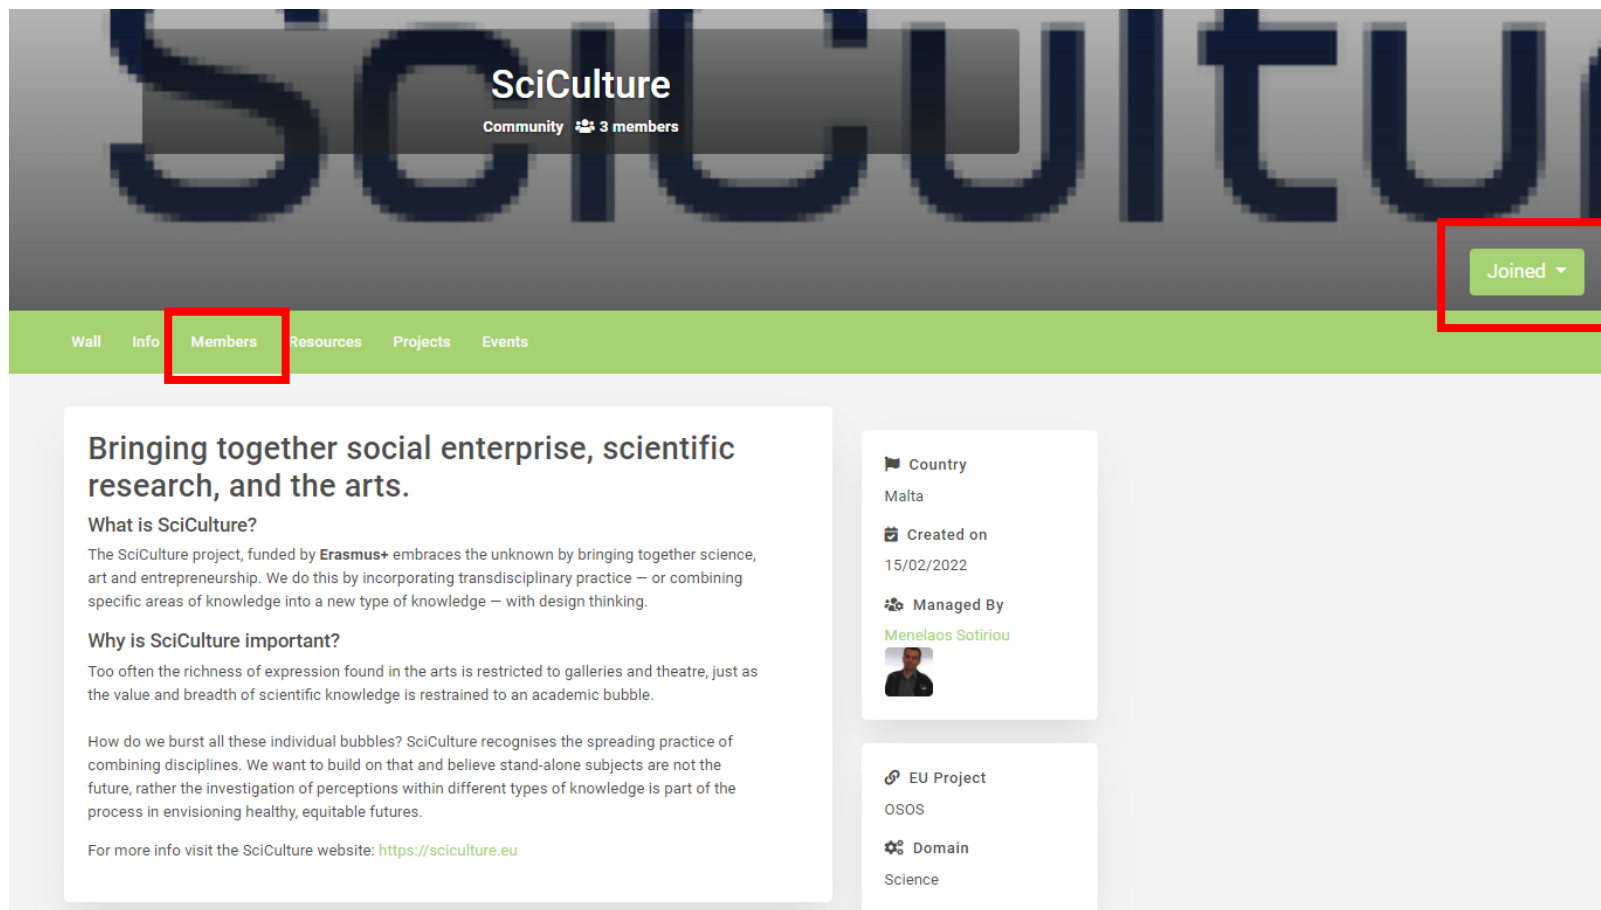 SciCultur
SciCulture
Community 3 members
Joined
Wall Info Members Resources Projects Events
Bringing together social enterprise, scientific
research, and the arts.
What is SciCulture?
The SciCulture project, funded by Erasmus+ embraces the unknown by bringing together science,
art and entrepreneurship. We do this by incorporating transdisciplinary practice — or combining
specific areas of knowledge into a new type of knowledge — with design thinking.
Why is SciCulture important?
Too often the richness of expression found in the arts is restricted to galleries and theatre, just as
the value and breadth of scientific knowledge is restrained to an academic bubble.
How do we burst all these individual bubbles? SciCulture recognises the spreading practice of
combining disciplines. We want to build on that and believe stand-alone subjects are not the
future, rather the investigation of perceptions within different types of knowledge is part of the
process in envisioning healthy, equitable futures.
For more info visit the SciCulture website: https://sciculture.eu
Country
Malta
Created on
15/02/2022
Managed By
Menelaos Sotiriou
EU Project
OSOS
Domain
Science